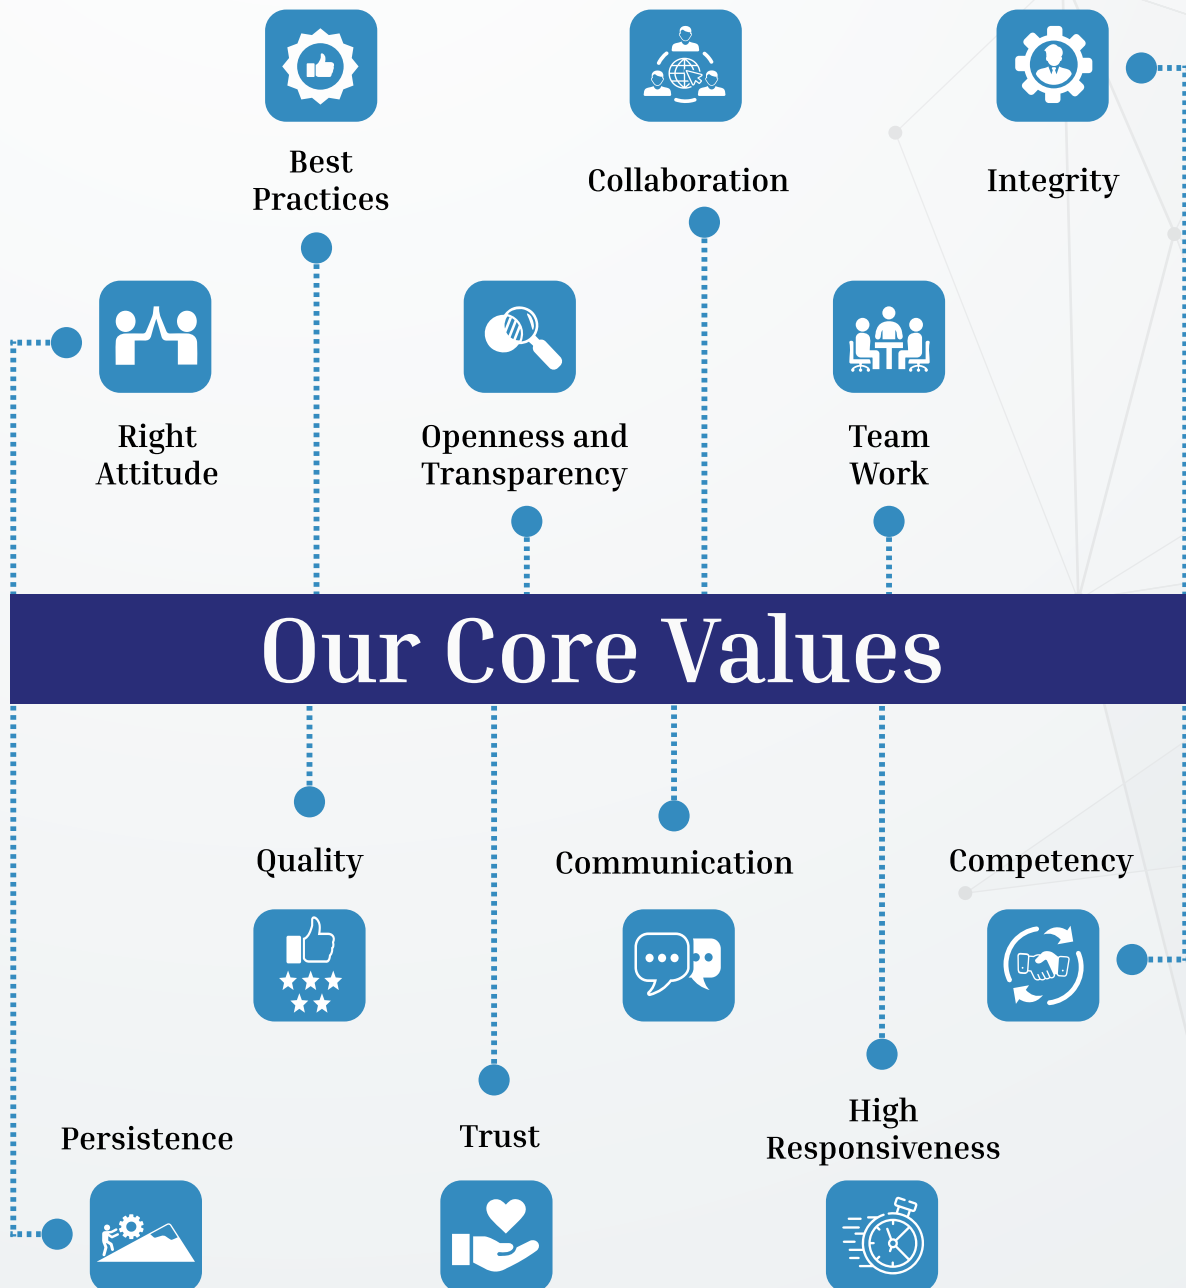 Best
Practices
Collaboration
Integrity
Right
Attitude
Openness and
Transparency
Team
Work
Our Core Values
Quality
Communication
Competency
Persistence
Trust
High
Responsiveness